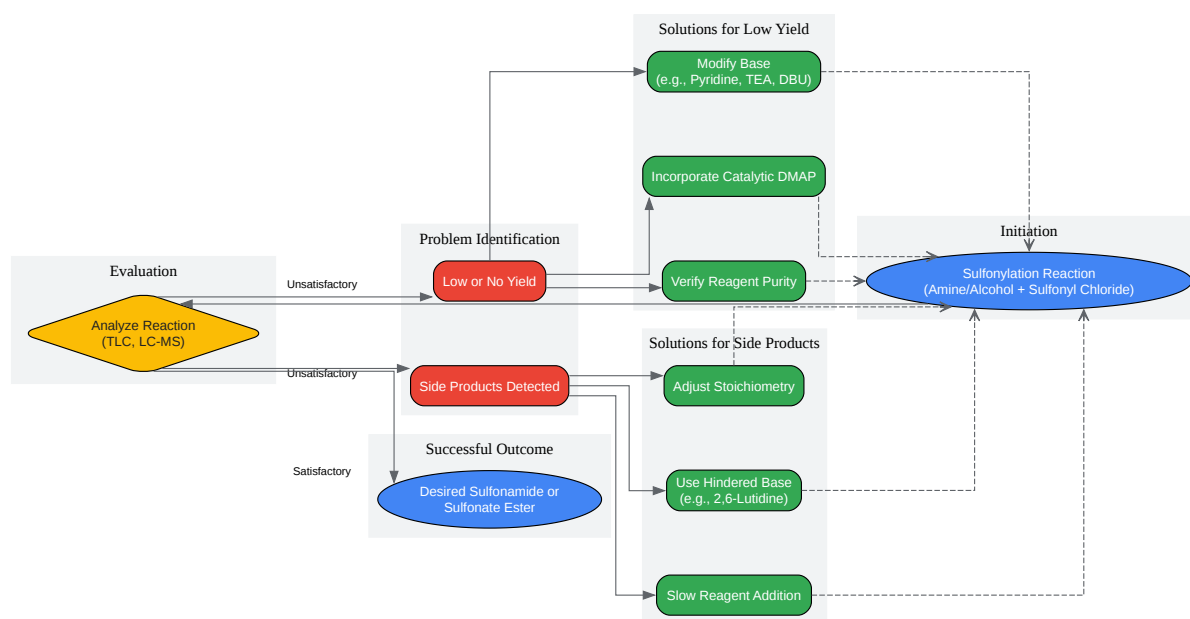 Solutions for Low Yield
Modify Base
(e.g., Pyridine, TEA, DBU)
Incorporate Catalytic DMAP
Verify Reagent Purity
Initiation
Sulfonylation Reaction
(Amine/Alcohol + Sulfonyl Chloride)
Problem Identification
Low or No Yield
Side Products Detected
Evaluation
Analyze Reaction
(TLC, LC-MS)
Unsatisfactory
Unsatisfactory
Satisfactory
Successful Outcome
Desired Sulfonamide or
Sulfonate Ester
Solutions for Side Products
Adjust Stoichiometry
Use Hindered Base
(e.g., 2,6-Lutidine)
Slow Reagent Addition